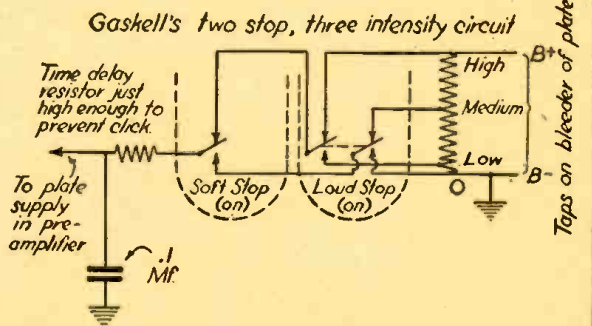 Gaskell's two stop, three intensity circuit
Time delay
resistor just
high enough to
prevent click.
To plate
supply
in pre-
amplifier
.1
Mf.
Soft Stop
(on)
Loud Stop
(on)
High
Medium
Low
O
B+
B-
Taps on bleeder of plate